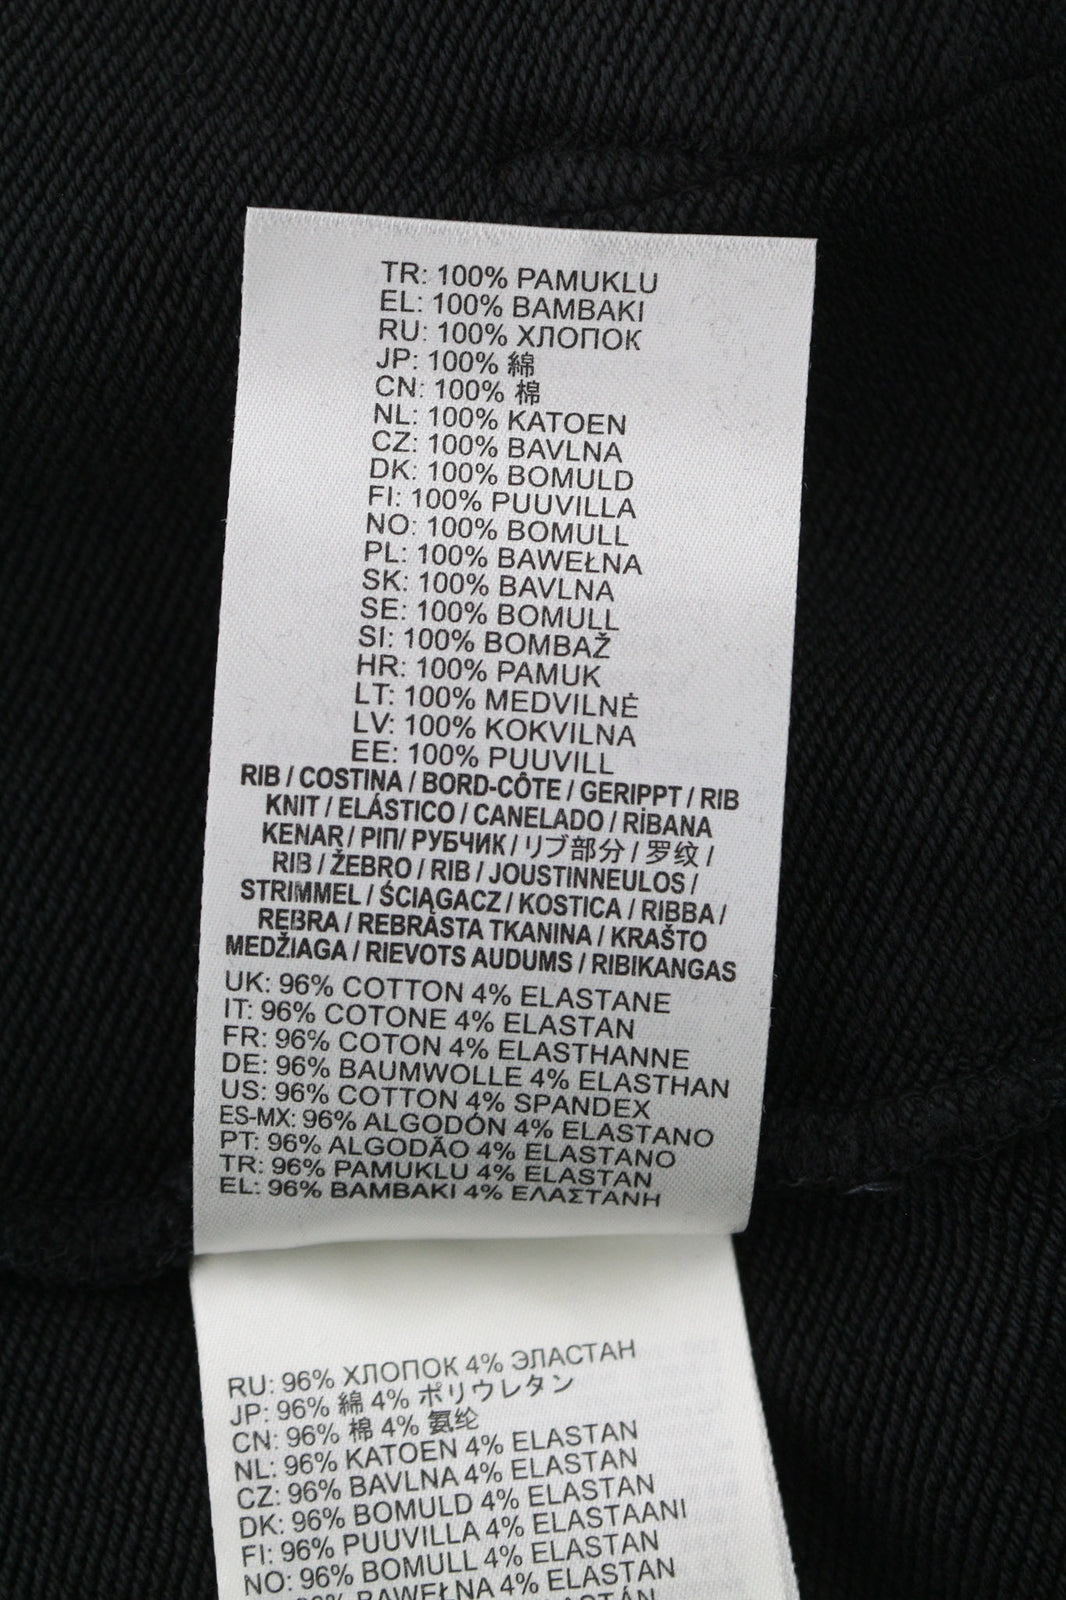 TR: 100% PAMUKLU
EL: 100% BAMBAKI
RU: 100% ХЛОПОК
JP: 100% 綿
CN: 100% 棉
NL: 100% KATOEN
CZ: 100% BAVLNA
DK: 100% BOMULD
FI: 100% PUUVILLA
NO: 100% BOMULL
PL: 100% BAWEŁNA
SK: 100% BAVLNA
SE: 100% BOMULL
SI: 100% BOMBAŽ
HR: 100% PAMUK
LT: 100% MEDVILNĖ
LV: 100% KOKVILNA
EE: 100% PUUVILL
RIB / COSTINA / BORD-CÔTE / GERIPPT / RIB
KNIT / ELÁSTICO / CANELADO / RİBANA
KENAR / ΡΙΠ/ РУБЧИК / リブ部分 / 罗纹 /
RIB / ŽEBRO / RIB / JOUSTINNEULOS /
STRIMMEL / ŚCIĄGACZ / KOSTICA / RIBBA /
REBRA / REBRASTA TKANINA / KRAŠTO
MEDŽIAGA / RIEVOTS AUDUMS / RIBIKANGAS
UK: 96% COTTON 4% ELASTANE
IT: 96% COTONE 4% ELASTAN
FR: 96% COTON 4% ELASTHANNE
DE: 96% BAUMWOLLE 4% ELASTHAN
US: 96% COTTON 4% SPANDEX
ES-MX: 96% ALGODÓN 4% ELASTANO
PT: 96% ALGODÃO 4% ELASTANO
TR: 96% PAMUKLU 4% ELASTAN
EL: 96% BAMBAKI 4% ΕΛΑΣΤΑΝΗ
RU: 96% ХЛОПОК 4% ЭЛАСТАН
JP: 96% 綿 4% ポリウレタン
CN: 96% 棉 4% 氨纶
NL: 96% KATOEN 4% ELASTAN
CZ: 96% BAVLNA 4% ELASTAN
DK: 96% BOMULD 4% ELASTAN
FI: 96% PUUVILLA 4% ELASTAANI
NO: 96% BOMULL 4% ELASTAN
BAWEŁNA 4% ELASTAN